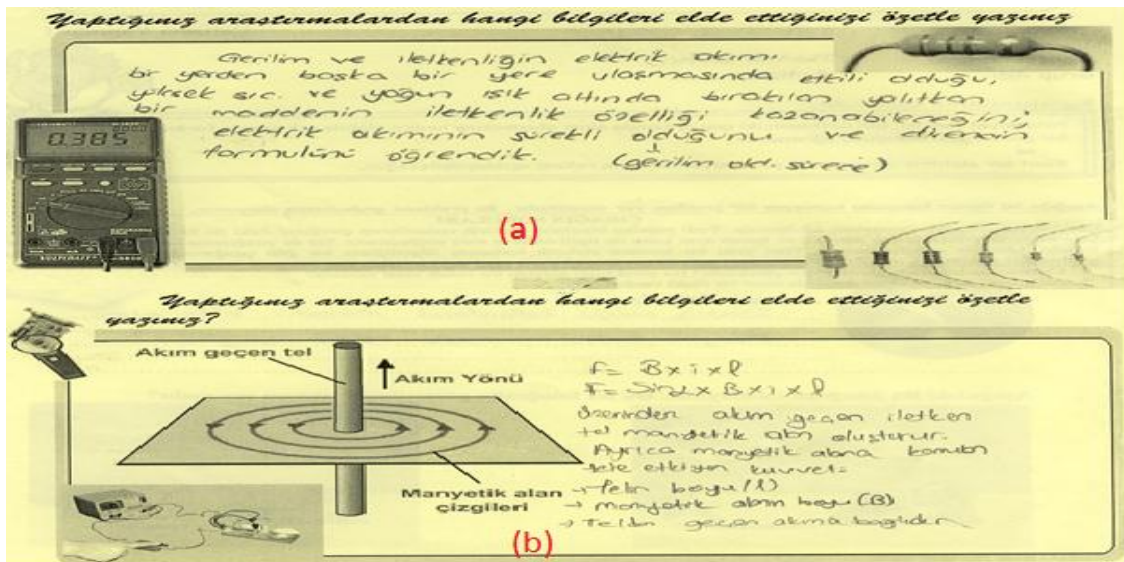 Yaptığınız araştırmalardan hangi bilgileri elde ettiğinizi özetle yazınız
Gerilim ve iletkenliğin elektrik akımı
bir yerden başka bir yere ulaşmasında etkili olduğu,
yüksek sıc. ve yoğun ışık altında bırakılan yalıtkan
bir maddenin iletkenlik özelliği kazanabileceğini,
elektrik akımının sürekli olduğunu ve direncin
formülünü öğrendik. (gerilim old. sürece)
0.385
(a)
Yaptığınız araştırmalardan hangi bilgileri elde ettiğinizi özetle
yazınız?
Akım geçen tel
Akım Yönü
Manyetik alan
çizgileri
F= B x i x l
F= Sinα x B x i x l
üzerinden akım geçen iletken
tel manyetik alan oluşturur.
Ayrıca manyetik alana konulan
tele etkiyen kuvvet=
→ Telin boyu (l)
→ manyetik alanın boyu (B)
→ Telden geçen akıma bağlıdır
(b)